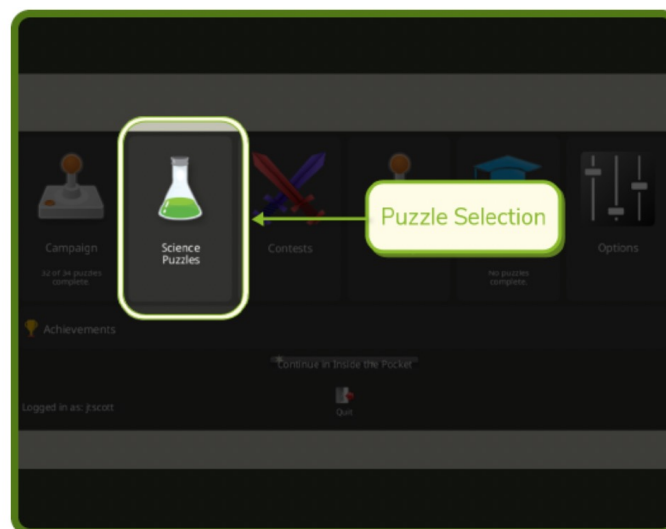 Puzzle Selection
Campaign
32 of 34 puzzles
complete.
Science
Puzzles
Contests
No puzzles
complete.
Options
Achievements
Continue in Inside the Pocket
Logged in as: jtscott
Quit